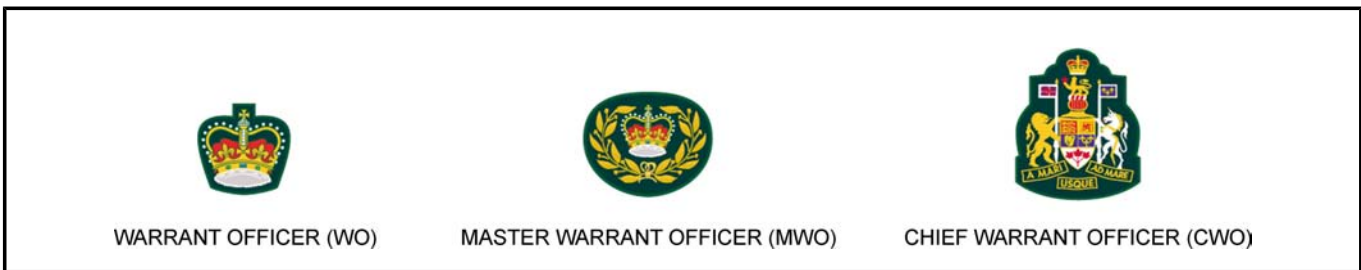 A MARI USQUE AD MARE
WARRANT OFFICER (WO) MASTER WARRANT OFFICER (MWO) CHIEF WARRANT OFFICER (CWO)